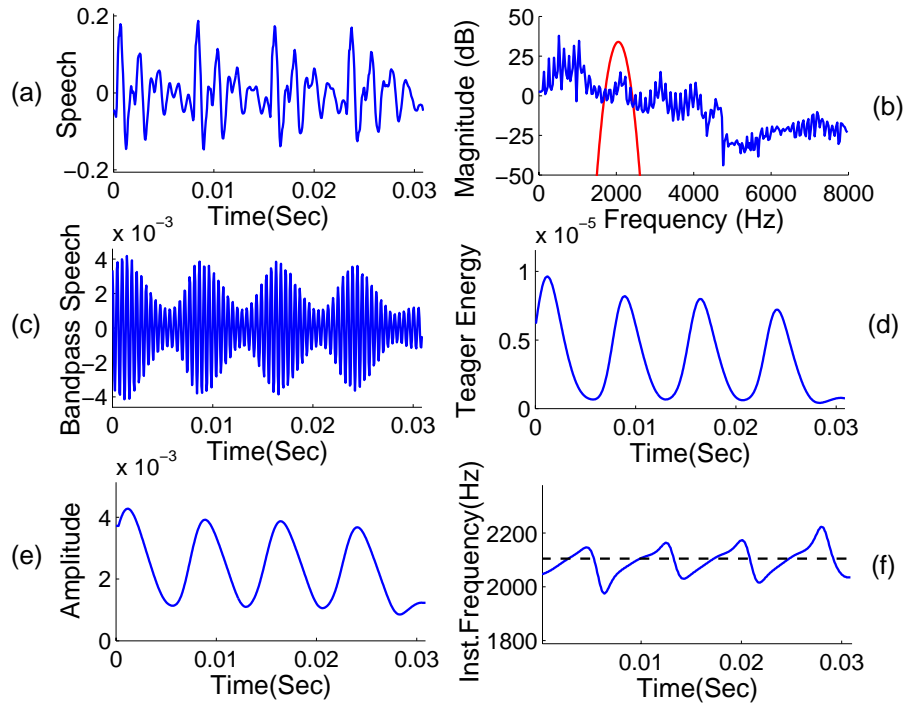 (a)
Speech
0.2
0
−0.2
0
0.01
0.02
0.03
Time(Sec)
(b)
Magnitude (dB)
50
25
0
−25
−50
0
2000
4000
6000
8000
Frequency (Hz)
(c)
Bandpass Speech
x 10⁻³
4
2
0
−2
−4
0
0.01
0.02
0.03
Time(Sec)
(d)
Teager Energy
x 10⁻⁵
1
0.5
0
0
0.01
0.02
0.03
Time(Sec)
(e)
Amplitude
x 10⁻³
4
2
0
0
0.01
0.02
0.03
Time(Sec)
(f)
Inst.Frequency(Hz)
2200
2000
1800
0.01
0.02
0.03
Time(Sec)